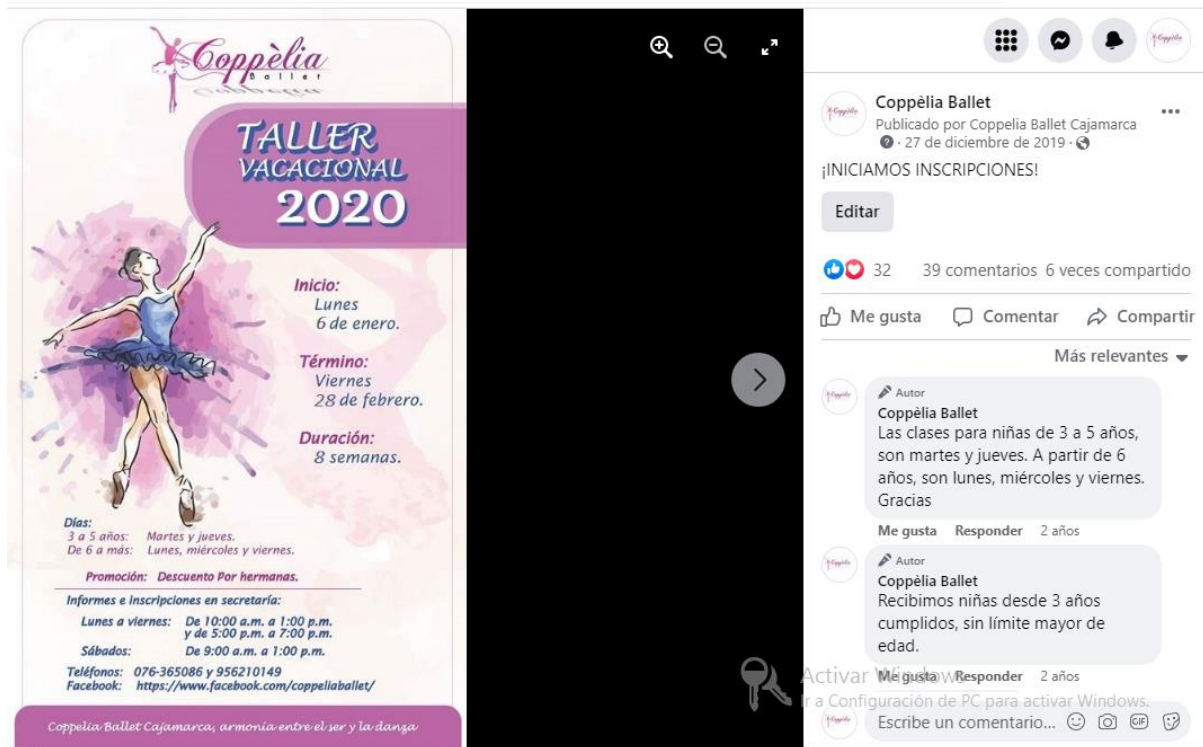 Coppèlia
Ballet
TALLER
VACACIONAL
2020
Inicio:
Lunes
6 de enero.
Término:
Viernes
28 de febrero.
Duración:
8 semanas.
Días:
3 a 5 años: Martes y jueves.
De 6 a más: Lunes, miércoles y viernes.
Promoción: Descuento Por hermanas.
Informes e inscripciones en secretaría:
Lunes a viernes: De 10:00 a.m. a 1:00 p.m.
y de 5:00 p.m. a 7:00 p.m.
Sábados: De 9:00 a.m. a 1:00 p.m.
Teléfonos: 076-365086 y 956210149
Facebook: https://www.facebook.com/coppeliaballet/
Coppelia Ballet Cajamarca, armonía entre el ser y la danza
Coppèlia Ballet
Publicado por Coppelia Ballet Cajamarca
· 27 de diciembre de 2019 ·
¡INICIAMOS INSCRIPCIONES!
Editar
32 39 comentarios 6 veces compartido
Me gusta Comentar Compartir
Más relevantes
Autor
Coppèlia Ballet
Las clases para niñas de 3 a 5 años,
son martes y jueves. A partir de 6
años, son lunes, miércoles y viernes.
Gracias
Me gusta Responder 2 años
Autor
Coppèlia Ballet
Recibimos niñas desde 3 años
cumplidos, sin límite mayor de
edad.
Me gusta Responder 2 años
Activar Windows
Ir a Configuración de PC para activar Windows.
Escribe un comentario... GIF